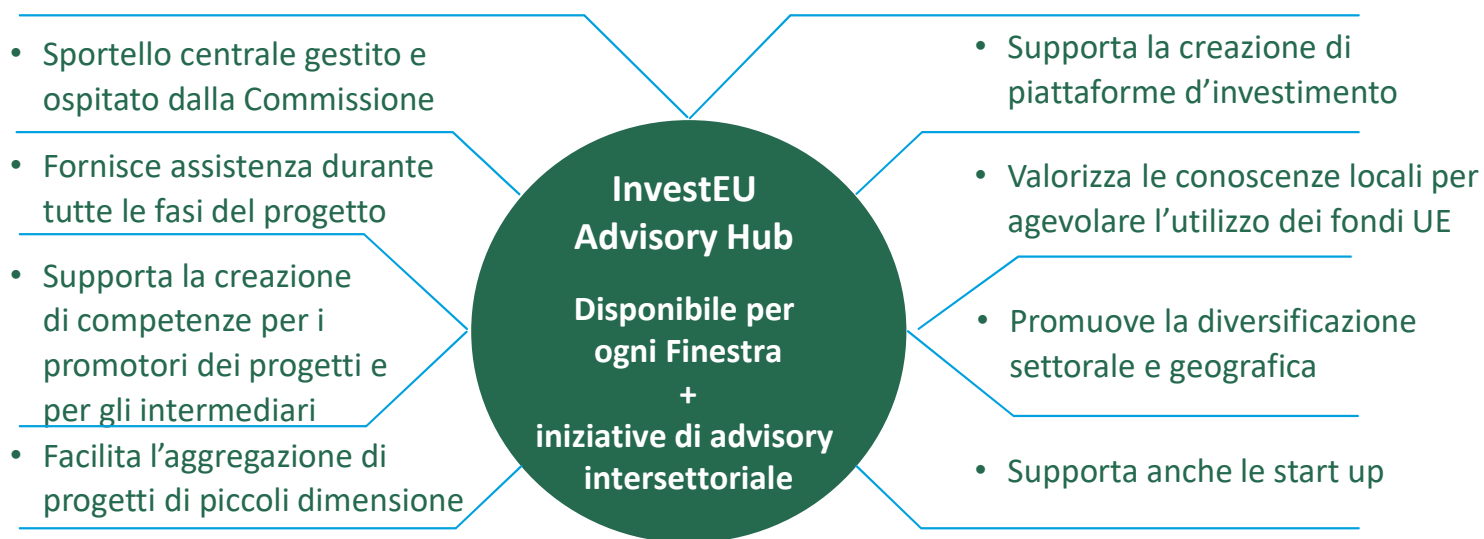 • Sportello centrale gestito e
ospitato dalla Commissione
• Fornisce assistenza durante
tutte le fasi del progetto
• Supporta la creazione
di competenze per i
promotori dei progetti e
per gli intermediari
• Facilita l’aggregazione di
progetti di piccoli dimensione
InvestEU
Advisory Hub
Disponibile per
ogni Finestra
+
iniziative di advisory
intersettoriale
• Supporta la creazione di
piattaforme d’investimento
• Valorizza le conoscenze locali per
agevolare l’utilizzo dei fondi UE
• Promuove la diversificazione
settorale e geografica
• Supporta anche le start up